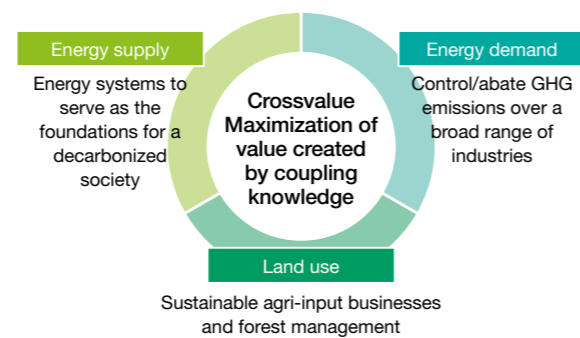 Energy supply
Energy systems to
serve as the
foundations for a
decarbonized
society
Crossvalue
Maximization of
value created
by coupling
knowledge
Energy demand
Control/abate GHG
emissions over a
broad range of
industries
Land use
Sustainable agri-input businesses
and forest management